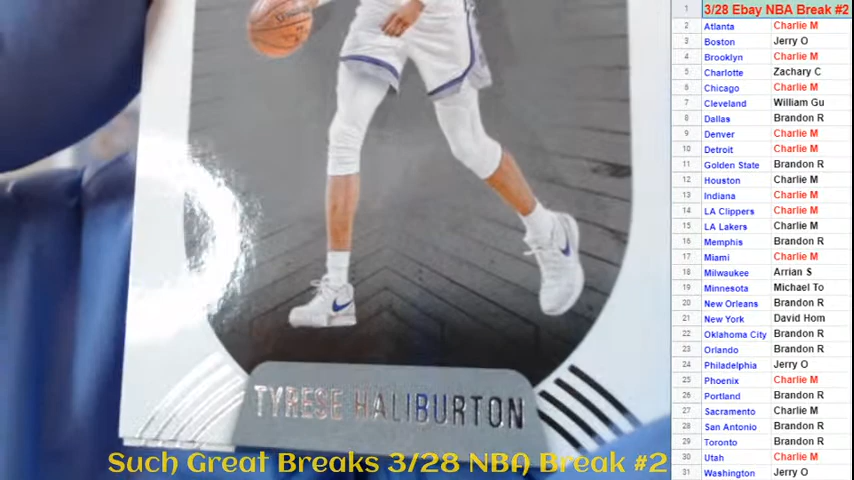 TYRESE HALIBURTON
Such Great Breaks 3/28 NBA Break #2
1 3/28 Ebay NBA Break #2
2 Atlanta Charlie M
3 Boston Jerry O
4 Brooklyn Charlie M
5 Charlotte Zachary C
6 Chicago Charlie M
7 Cleveland William Gu
8 Dallas Brandon R
9 Denver Charlie M
10 Detroit Charlie M
11 Golden State Brandon R
12 Houston Charlie M
13 Indiana Charlie M
14 LA Clippers Charlie M
15 LA Lakers Charlie M
16 Memphis Brandon R
17 Miami Charlie M
18 Milwaukee Arrian S
19 Minnesota Michael To
20 New Orleans Brandon R
21 New York David Hom
22 Oklahoma City Brandon R
23 Orlando Brandon R
24 Philadelphia Jerry O
25 Phoenix Charlie M
26 Portland Brandon R
27 Sacramento Charlie M
28 San Antonio Brandon R
29 Toronto Brandon R
30 Utah Charlie M
31 Washington Jerry O